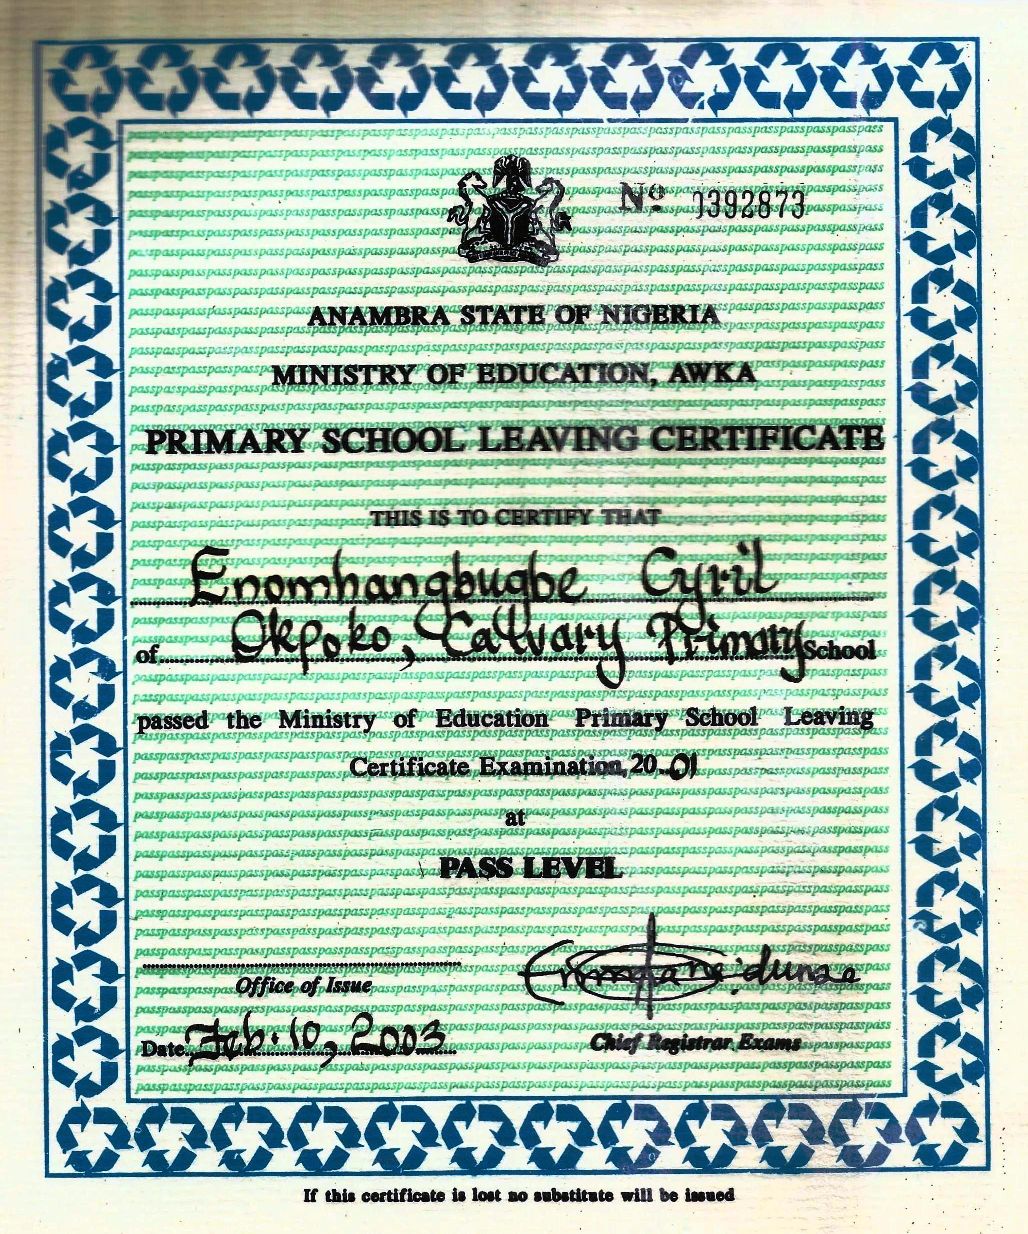 Nº 0392873
ANAMBRA STATE OF NIGERIA
MINISTRY OF EDUCATION, AWKA
PRIMARY SCHOOL LEAVING CERTIFICATE
THIS IS TO CERTIFY THAT
Enomhangbugbe Cyril
of Okpoko, Calvary Primary School
passed the Ministry of Education Primary School Leaving
Certificate Examination, 2001
at
PASS LEVEL
Office of Issue
Date Feb. 10, 2003
Chief Registrar Exams
If this certificate is lost no substitute will be issued